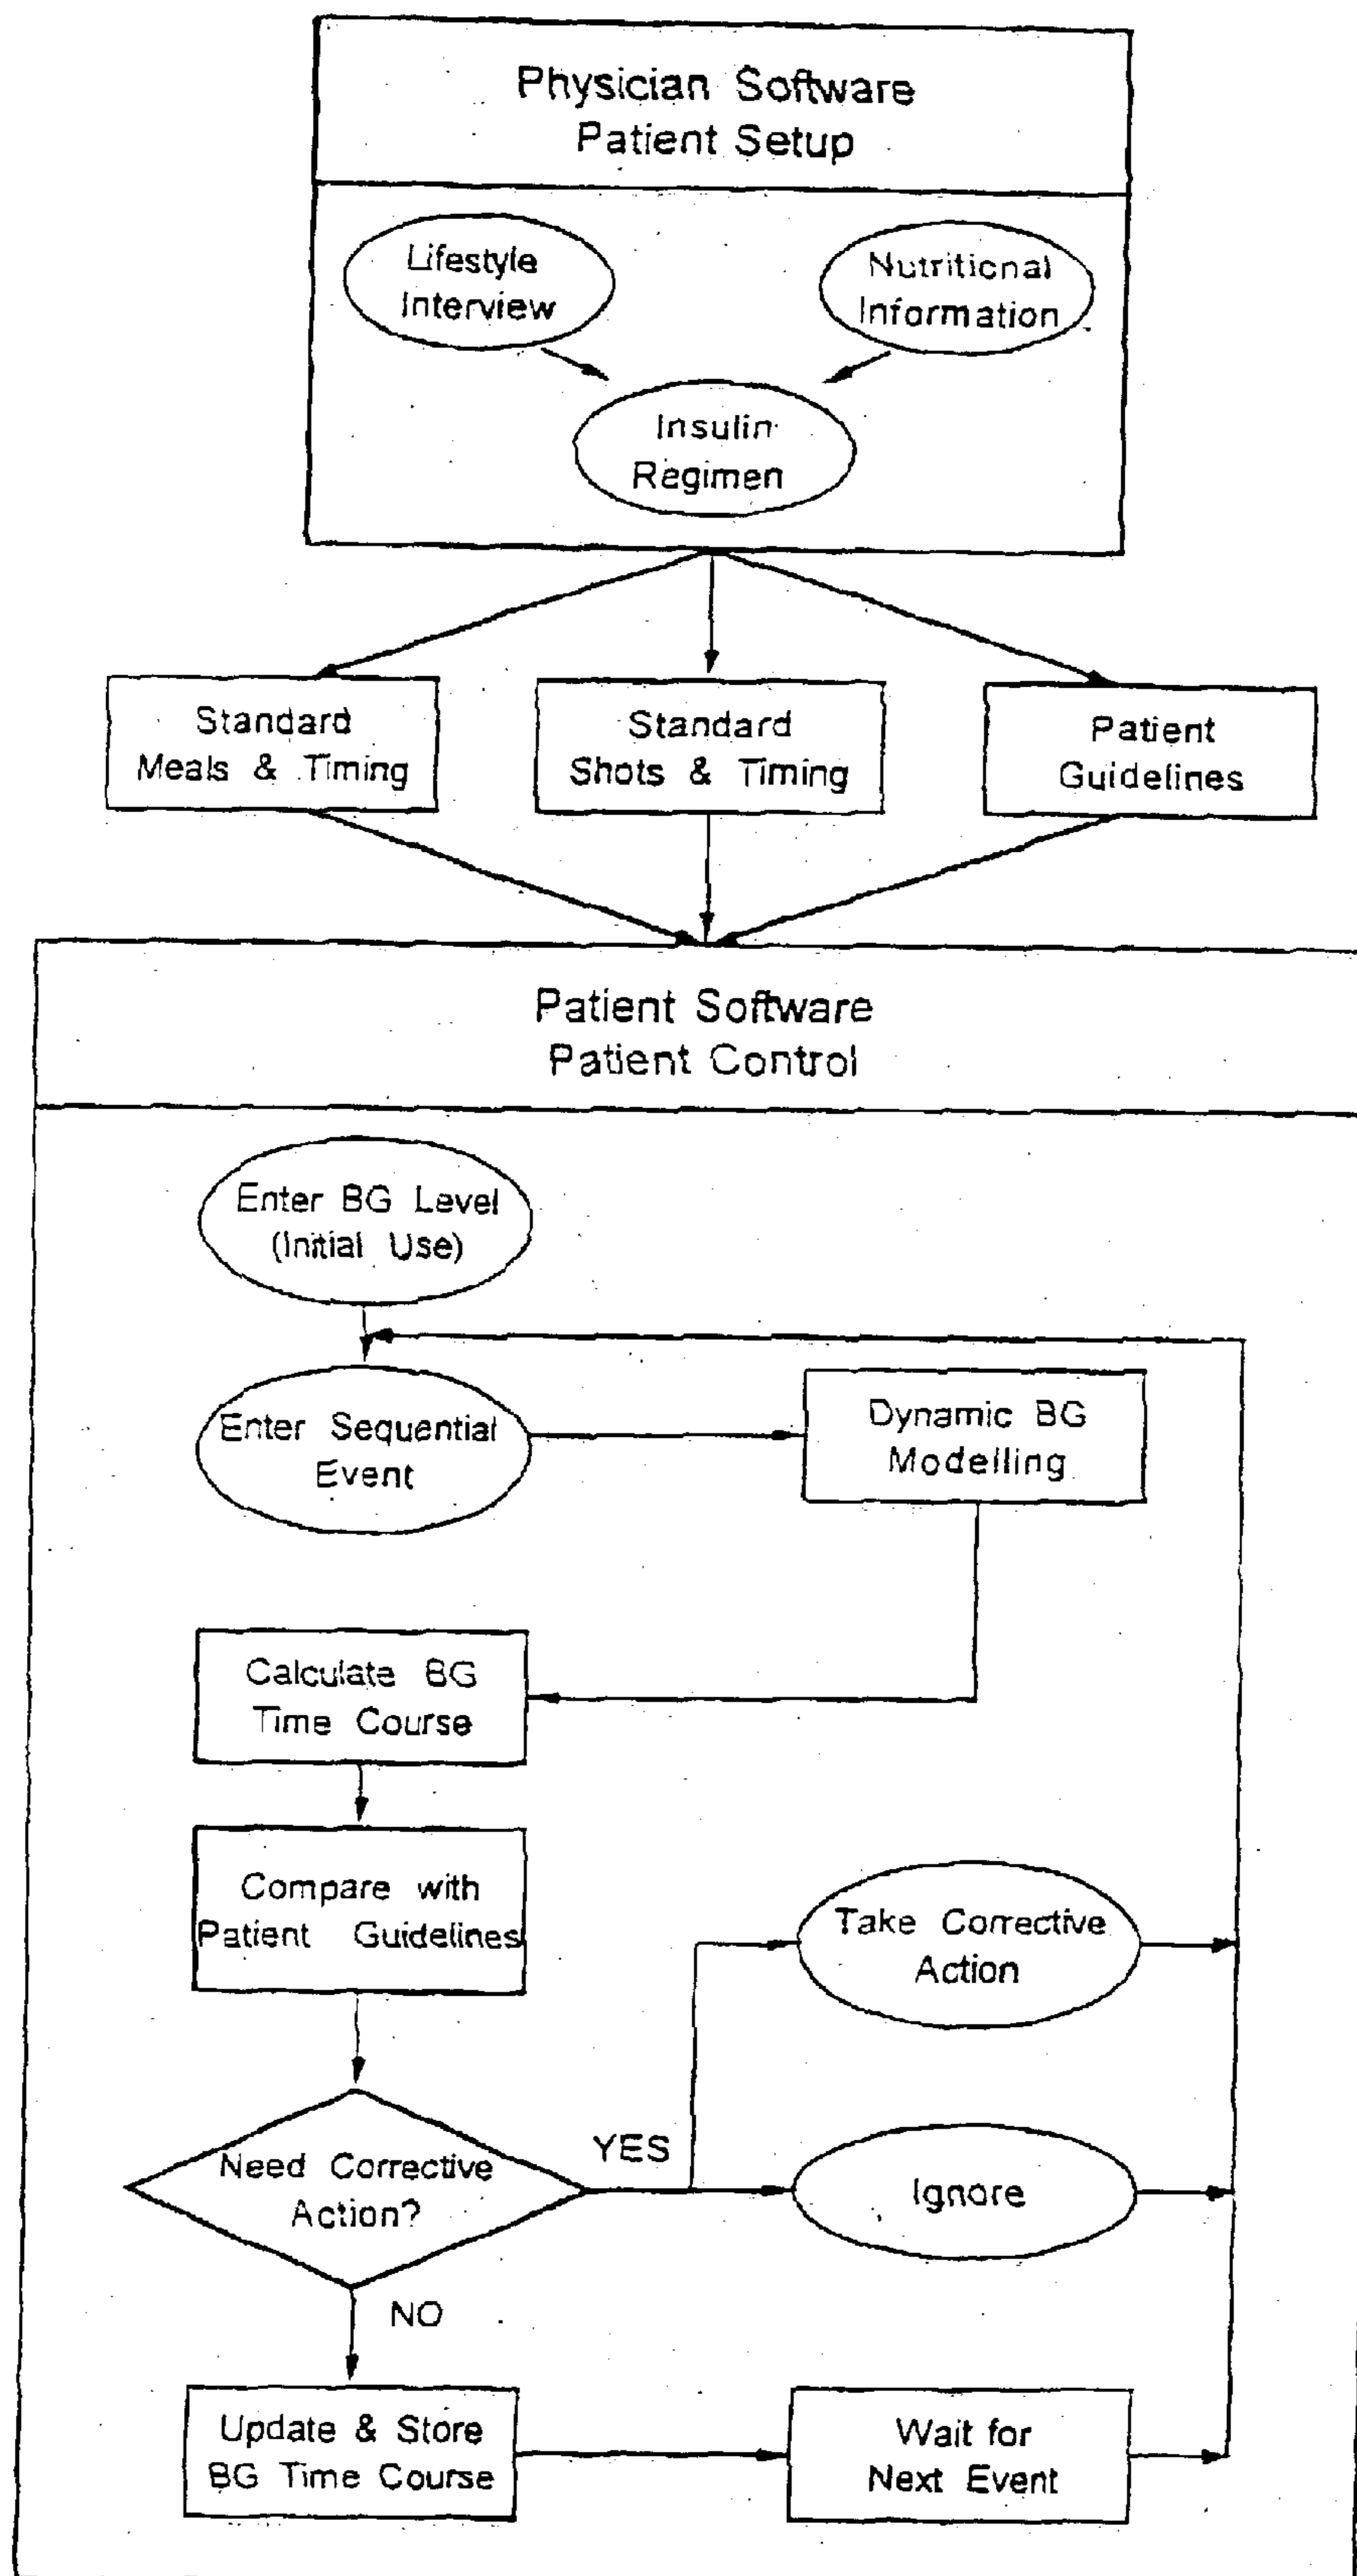 Physician Software
Patient Setup
Lifestyle
Interview
Nutritional
Information
Insulin
Regimen
Standard
Meals & Timing
Standard
Shots & Timing
Patient
Guidelines
Patient Software
Patient Control
Enter BG Level
(Initial Use)
Enter Sequential
Event
Dynamic BG
Modelling
Calculate BG
Time Course
Compare with
Patient Guidelines
Take Corrective
Action
Need Corrective
Action?
YES
Ignore
NO
Update & Store
BG Time Course
Wait for
Next Event